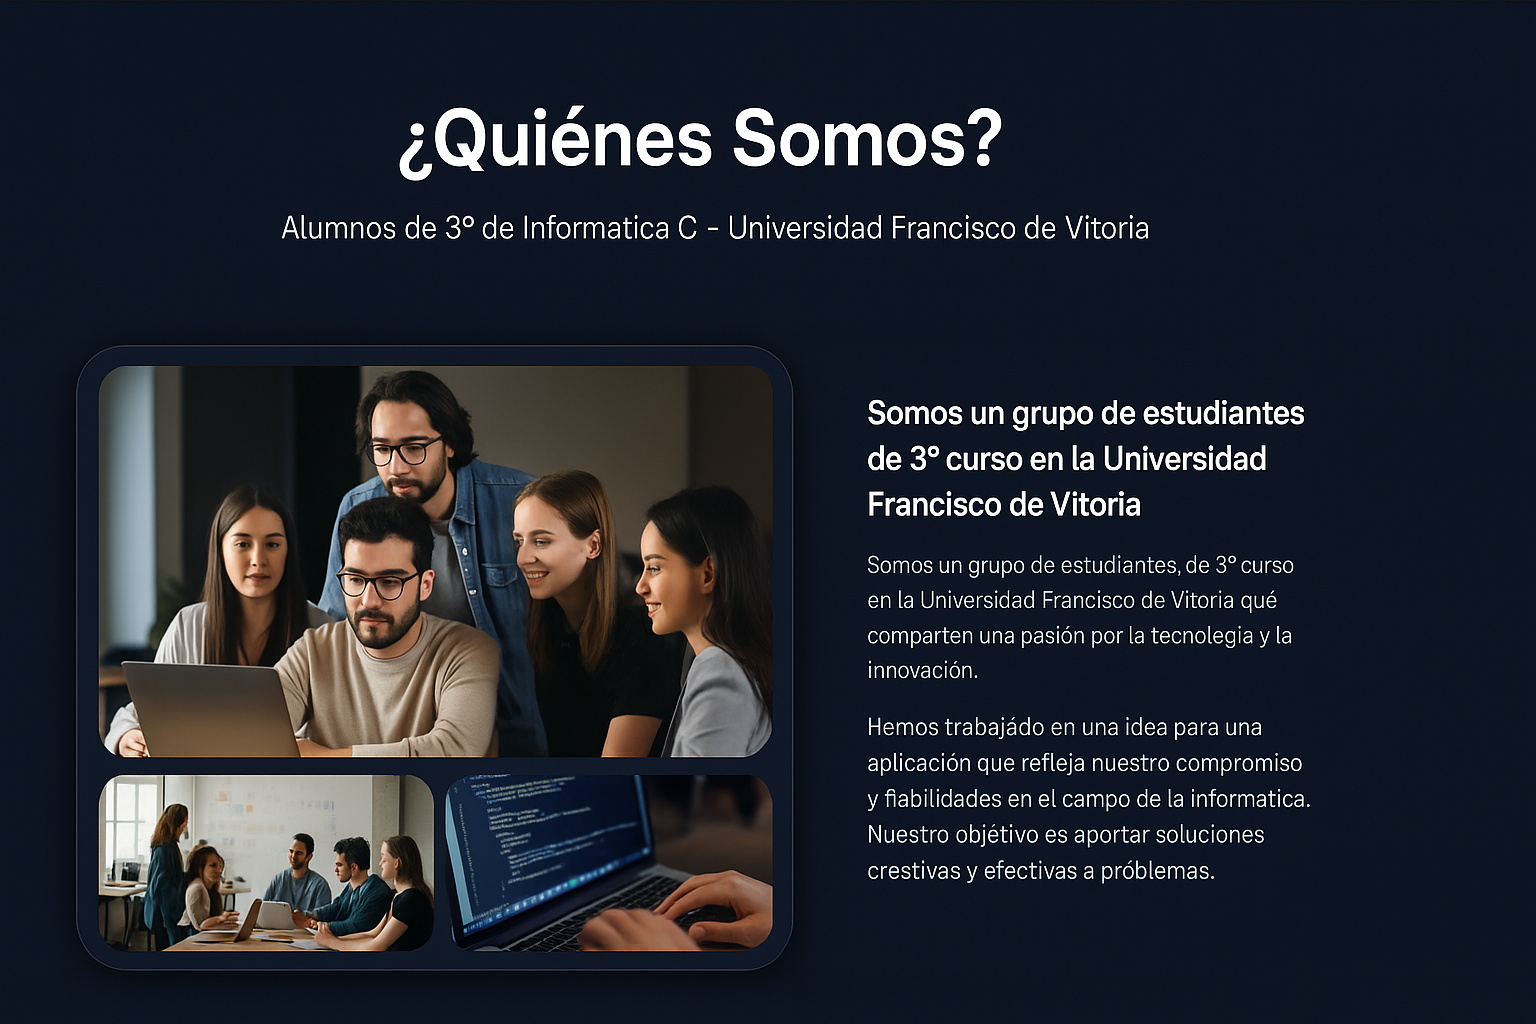 ¿Quiénes Somos?
Alumnos de 3º de Informatica C - Universidad Francisco de Vitoria
Somos un grupo de estudiantes
de 3º curso en la Universidad
Francisco de Vitoria
Somos un grupo de estudiantes, de 3º curso
en la Universidad Francisco de Vitoria qué
comparten una pasión por la tecnolegia y la
innovación.
Hemos trabajádo en una idea para una
aplicación que refleja nuestro compromiso
y fiabilidades en el campo de la informatica.
Nuestro objétivo es aportar soluciones
crestivas y efectivas a próblemas.